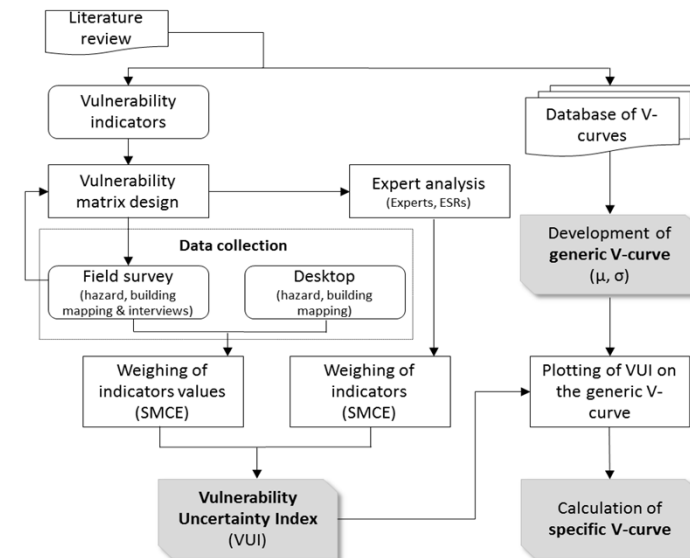 Literature
review
Vulnerability
indicators
Database of V-
curves
Vulnerability
matrix design
Expert analysis
(Experts, ESRs)
Data collection
Field survey
(hazard, building
mapping & interviews)
Desktop
(hazard, building
mapping)
Development of
generic V-curve
(μ, σ)
Weighing of
indicators values
(SMCE)
Weighing of
indicators
(SMCE)
Plotting of VUI on
the generic V-
curve
Vulnerability
Uncertainty Index
(VUI)
Calculation of
specific V-curve